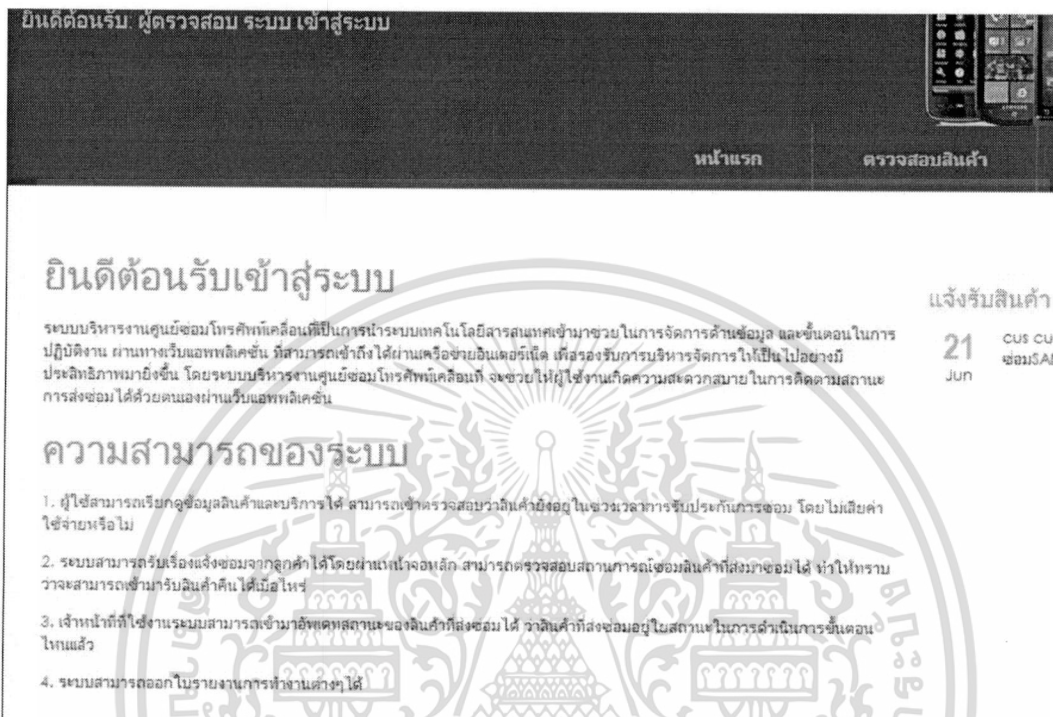 ยินดีต้อนรับ: ผู้ตรวจสอบ ระบบ เข้าสู่ระบบ
หน้าแรก ตรวจสอบสินค้า
ยินดีต้อนรับเข้าสู่ระบบ
ระบบบริหารงานศูนย์ซ่อมโทรศัพท์เคลื่อนที่เป็นการนำระบบเทคโนโลยีสารสนเทศเข้ามาช่วยในการจัดการด้านข้อมูล และขั้นตอนในการ
ปฏิบัติงาน ผ่านทางเว็บแอพพลิเคชั่น ที่สามารถเข้าถึงได้ผ่านเครือข่ายอินเตอร์เน็ต เพื่อรองรับการบริหารจัดการให้เป็นไปอย่างมี
ประสิทธิภาพมายิ่งขึ้น โดยระบบบริหารงานศูนย์ซ่อมโทรศัพท์เคลื่อนที่ จะช่วยให้ผู้ใช้งานเกิดความสะดวกสบายในการติดตามสถานะ
การส่งซ่อมได้ด้วยตนเองผ่านเว็บแอพพลิเคชั่น
แจ้งรับสินค้า
21 Jun
CUS CU
ซ่อมSA
ความสามารถของระบบ
1. ผู้ใช้สามารถเรียกดูข้อมูลสินค้าและบริการได้ สามารถเข้าตรวจสอบว่าสินค้ายังอยู่ในช่วงเวลาการรับประกันการซ่อม โดยไม่เสียค่า
ใช้จ่ายหรือไม่
2. ระบบสามารถรับเรื่องแจ้งซ่อมจากลูกค้าได้โดยผ่านหน้าจอหลัก สามารถตรวจสอบสถานการณ์ซ่อมสินค้าที่ส่งมาซ่อมได้ ทำให้ทราบ
ว่าจะสามารถเข้ามารับสินค้าคืนได้เมื่อไหร่
3. เจ้าหน้าที่ที่ใช้งานระบบสามารถเข้ามาอัพเดทสถานะของสินค้าที่ส่งซ่อมได้ ว่าสินค้าที่ส่งซ่อมอยู่ในสถานะในการดำเนินการขั้นตอน
ไหนแล้ว
4. ระบบสามารถออกใบรายงานการทำงานต่างๆได้